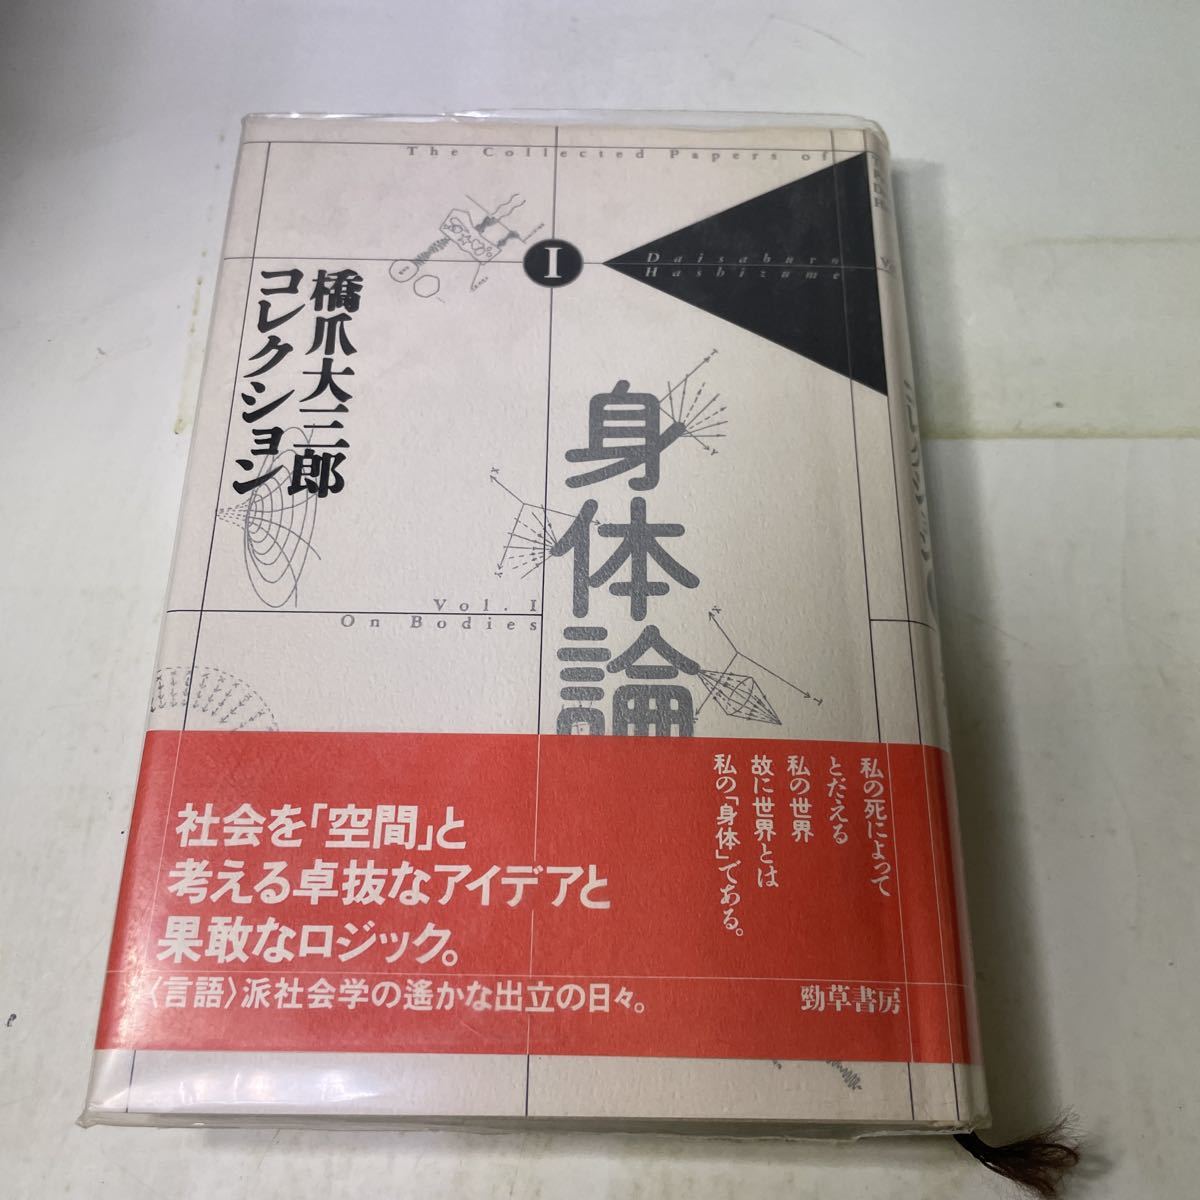 The Collected Papers of
Daisaburo
Hashizume
I
橋爪大三郎
コレクション
身体論
Vol. I
On Bodies
私の死によって
とだえる
私の世界
故に世界とは
私の「身体」である。
社会を「空間」と
考える卓抜なアイデアと
果敢なロジック。
〈言語〉派社会学の遙かな出立の日々。
勁草書房